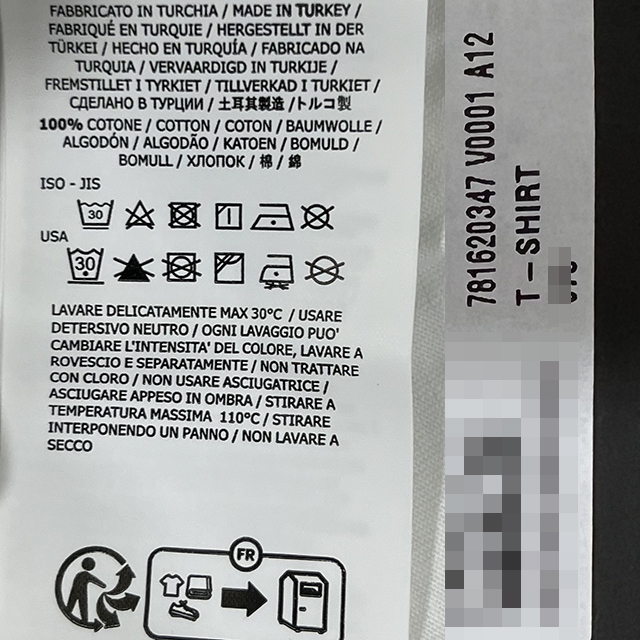 FABBRICATO IN TURCHIA / MADE IN TURKEY /
FABRIQUÉ EN TURQUIE / HERGESTELLT IN DER
TÜRKEI / HECHO EN TURQUÍA / FABRICADO NA
TURQUIA / VERVAARDIGD IN TURKIJE /
FREMSTILLET I TYRKIET / TILLVERKAD I TURKIET /
СДЕЛАНО В ТУРЦИИ / 土耳其製造 /トルコ製
100% COTONE / COTTON / COTON / BAUMWOLLE /
ALGODÓN / ALGODÃO / KATOEN / BOMULD /
BOMULL / ХЛОПОК / 棉 / 綿
ISO - JIS
30
USA
30
LAVARE DELICATAMENTE MAX 30°C / USARE
DETERSIVO NEUTRO / OGNI LAVAGGIO PUO'
CAMBIARE L'INTENSITA' DEL COLORE, LAVARE A
ROVESCIO E SEPARATAMENTE / NON TRATTARE
CON CLORO / NON USARE ASCIUGATRICE /
ASCIUGARE APPESO IN OMBRA / STIRARE A
TEMPERATURA MASSIMA 110°C / STIRARE
INTERPONENDO UN PANNO / NON LAVARE A
SECCO
FR
781620347 V0001 A12
T-SHIRT